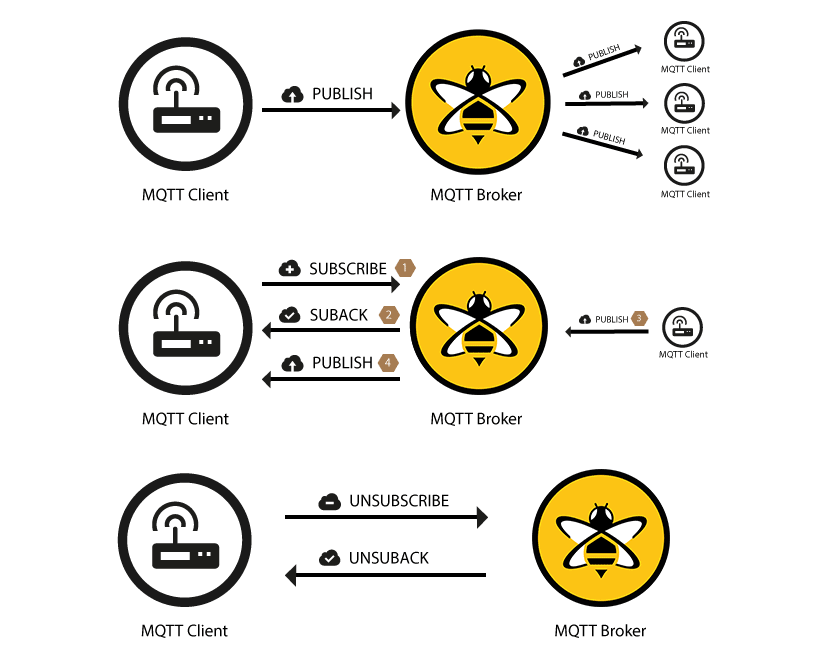 PUBLISH
PUBLISH
MQTT Client
PUBLISH
MQTT Client
PUBLISH
MQTT Client
MQTT Client
MQTT Broker
SUBSCRIBE 1
SUBACK 2
PUBLISH 3
PUBLISH 4
MQTT Client
MQTT Client
MQTT Broker
UNSUBSCRIBE
UNSUBACK
MQTT Client
MQTT Broker